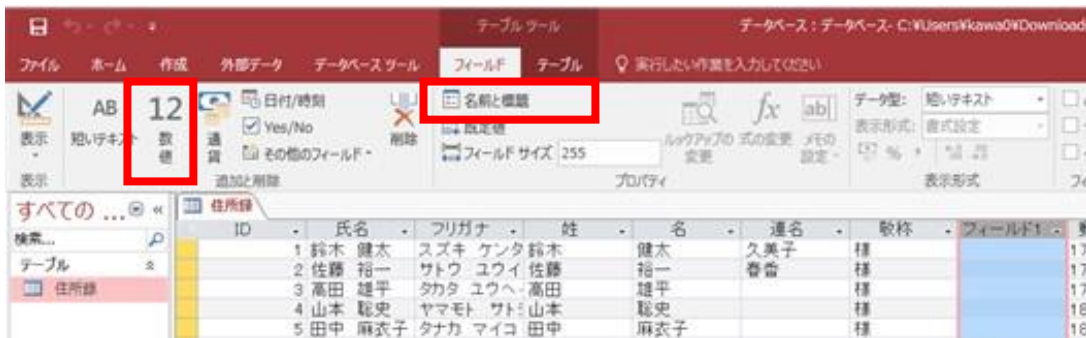 テーブル ツール
データベース : データベース- C:¥Users¥kawa0¥Download
ファイル ホーム 作成 外部データ データベース ツール フィールド テーブル 実行したい作業を入力してください
表示
AB 短いテキスト
12 数値
通貨
日付/時刻
Yes/No
その他のフィールド
削除
名前と標題
既定値
フィールド サイズ 255
ルックアップの変更
fx 式の変更
ab| メモの設定
データ型: 短いテキスト
表示形式: 書式設定
%
表示 追加と削除 プロパティ 表示形式
すべての ... «
検索...
テーブル
住所録
住所録
ID 氏名 フリガナ 姓 名 連名 敬称 フィールド1
1 鈴木 健太 スズキ ケンタ 鈴木 健太 久美子 様 17
2 佐藤 裕一 サトウ ユウイ 佐藤 裕一 春香 様 17
3 高田 雄平 タカタ ユウヘ 高田 雄平 様 17
4 山本 聡史 ヤマモト サト 山本 聡史 様 18
5 田中 麻衣子 タナカ マイコ 田中 麻衣子 様 18